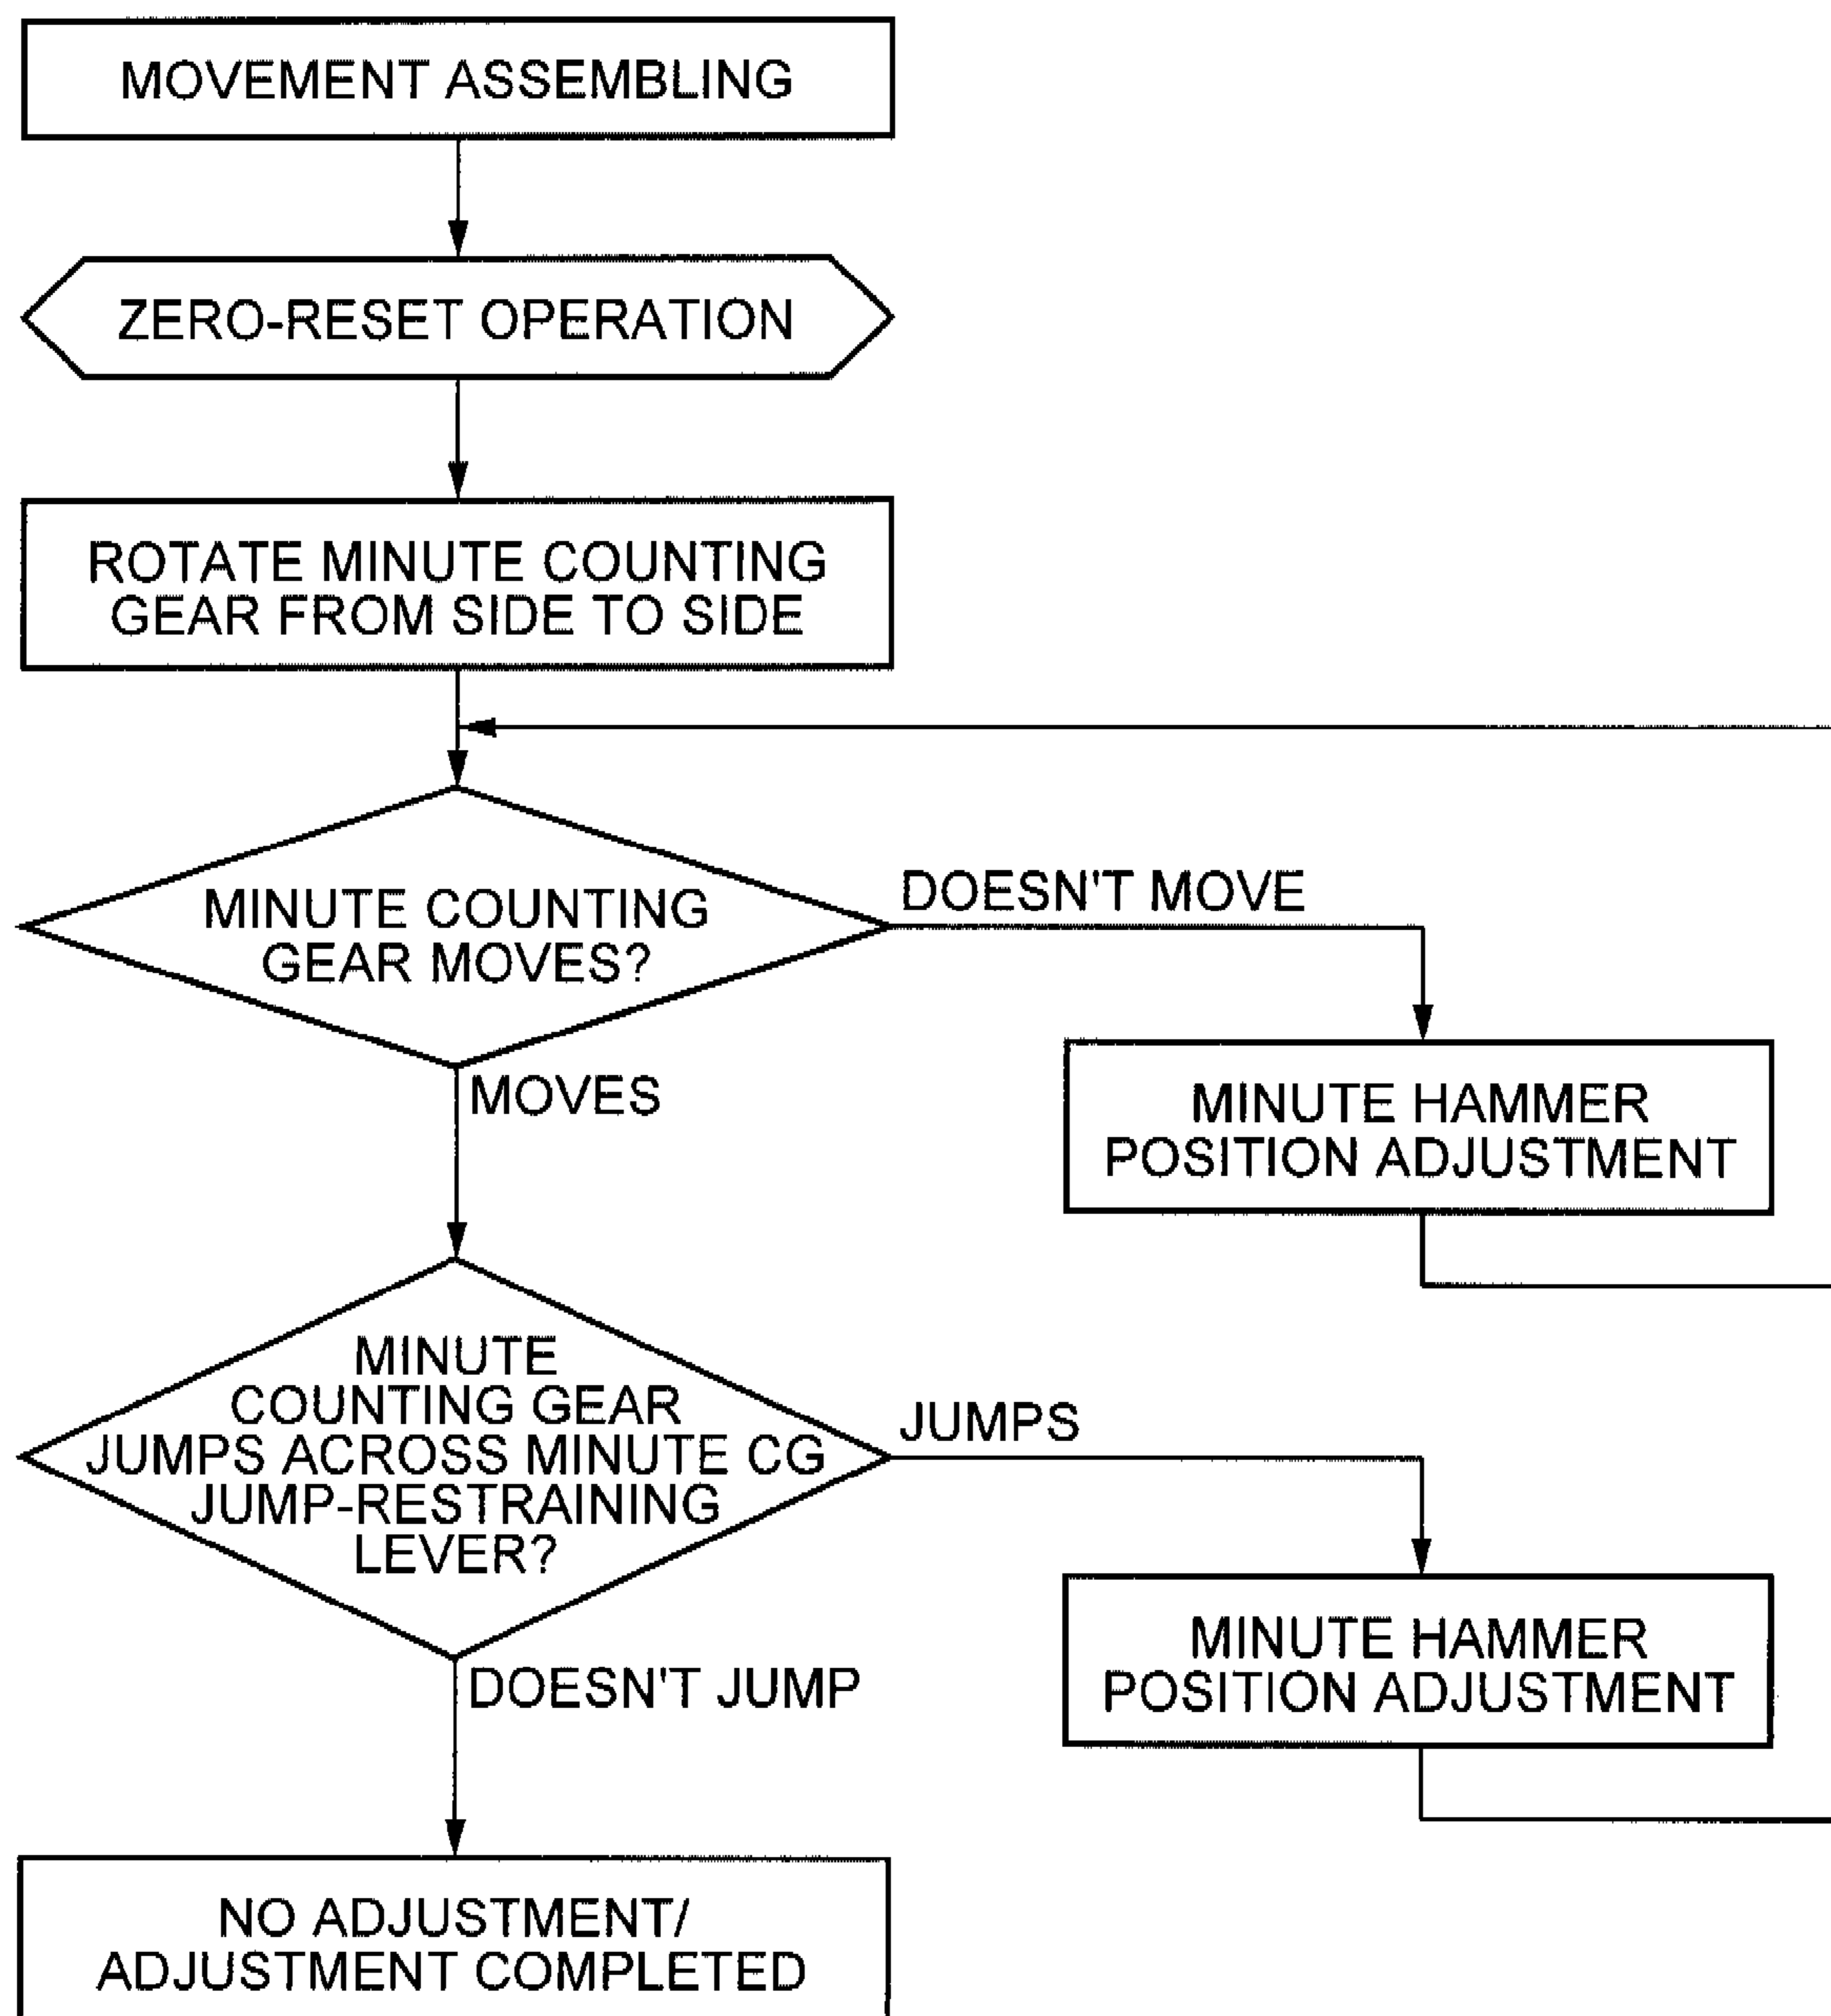 MOVEMENT ASSEMBLING
ZERO-RESET OPERATION
ROTATE MINUTE COUNTING
GEAR FROM SIDE TO SIDE
MINUTE COUNTING
GEAR MOVES?
DOESN'T MOVE
MOVES
MINUTE HAMMER
POSITION ADJUSTMENT
MINUTE
COUNTING GEAR
JUMPS ACROSS MINUTE CG
JUMP-RESTRAINING
LEVER?
JUMPS
DOESN'T JUMP
MINUTE HAMMER
POSITION ADJUSTMENT
NO ADJUSTMENT/
ADJUSTMENT COMPLETED